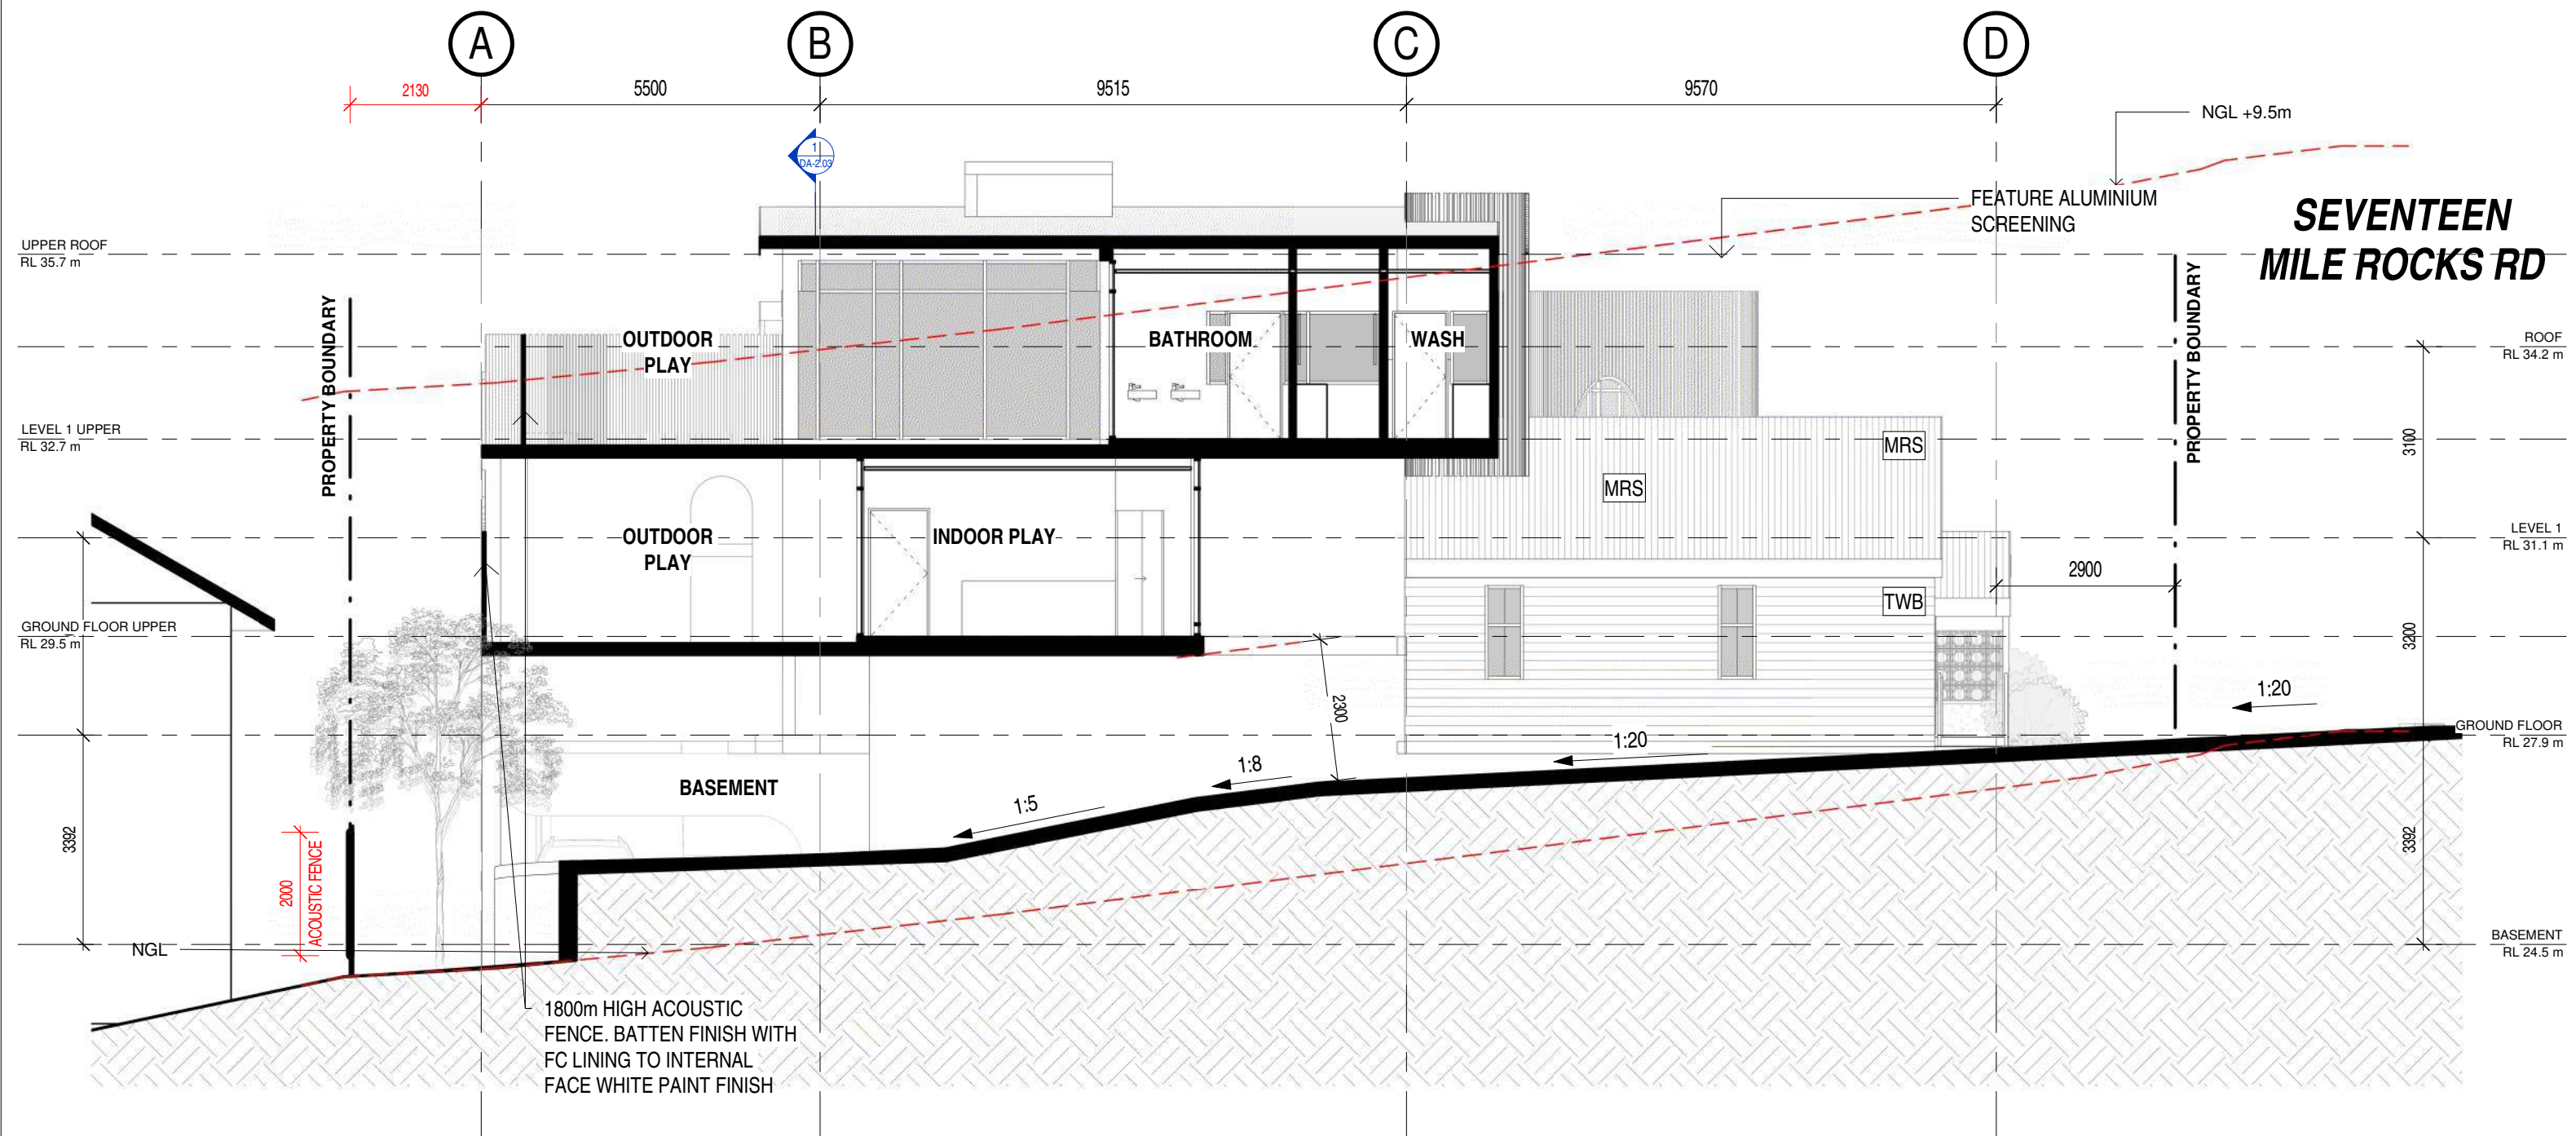 A
B
C
D
2130
5500
9515
9570
NGL +9.5m
1
DA-2.03
FEATURE ALUMINIUM
SCREENING
SEVENTEEN
MILE ROCKS RD
UPPER ROOF
RL 35.7 m
PROPERTY BOUNDARY
PROPERTY BOUNDARY
OUTDOOR
PLAY
BATHROOM
WASH
ROOF
RL 34.2 m
LEVEL 1 UPPER
RL 32.7 m
MRS
3100
MRS
OUTDOOR
PLAY
INDOOR PLAY
LEVEL 1
RL 31.1 m
2900
TWB
GROUND FLOOR UPPER
RL 29.5 m
3200
2300
1:20
GROUND FLOOR
RL 27.9 m
1:20
1:8
BASEMENT
1:5
3392
3392
2000
ACOUSTIC FENCE
NGL
BASEMENT
RL 24.5 m
1800m HIGH ACOUSTIC
FENCE. BATTEN FINISH WITH
FC LINING TO INTERNAL
FACE WHITE PAINT FINISH